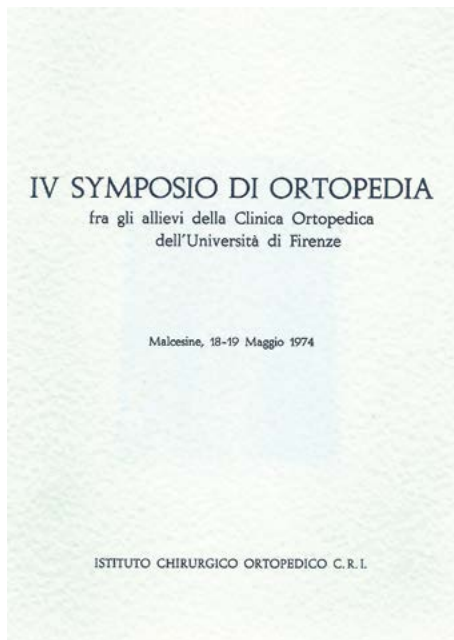 IV SYMPOSIO DI ORTOPEDIA
fra gli allievi della Clinica Ortopedica
dell'Università di Firenze
Malcesine, 18-19 Maggio 1974
ISTITUTO CHIRURGICO ORTOPEDICO C. R. I.